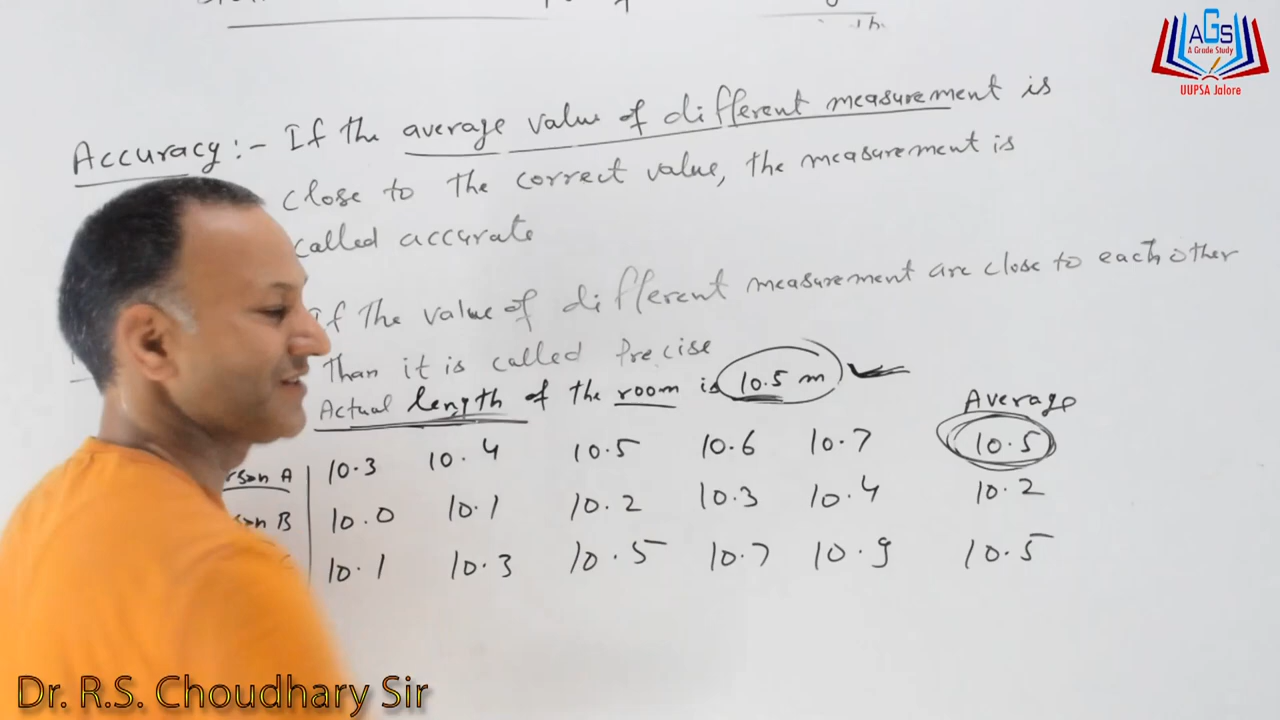 AGS
A Grade Study
UUPSA Jalore
Accuracy :- If the average value of different measurement is
close to the correct value, the measurement is
called accurate
If the value of different measurement are close to each other
Than it is called Precise
Actual length of the room is 10.5 m
Average
A 10.3 10.4 10.5 10.6 10.7 10.5
B 10.0 10.1 10.2 10.3 10.4 10.2
10.1 10.3 10.5 10.7 10.9 10.5
Dr. R.S. Choudhary Sir